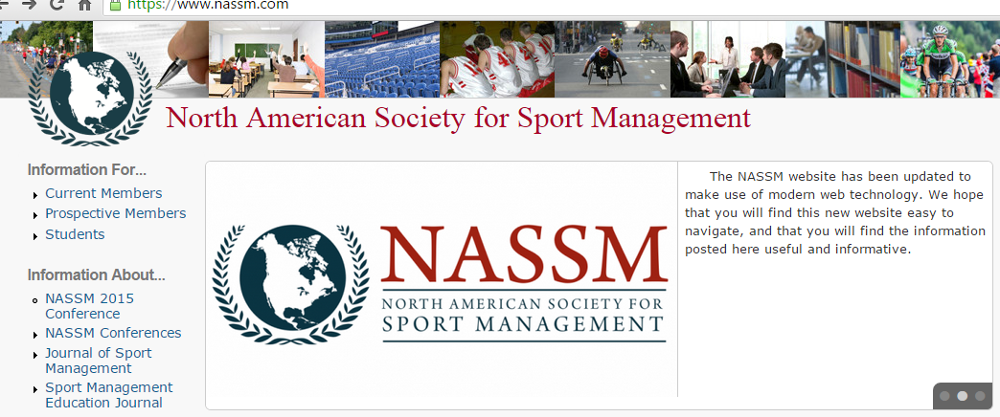 https://www.nassm.com
North American Society for Sport Management
Information For...
Current Members
Prospective Members
Students
Information About...
NASSM 2015
Conference
NASSM Conferences
Journal of Sport
Management
Sport Management
Education Journal
NASSM
NORTH AMERICAN SOCIETY FOR
SPORT MANAGEMENT
The NASSM website has been updated to
make use of modern web technology. We hope
that you will find this new website easy to
navigate, and that you will find the information
posted here useful and informative.